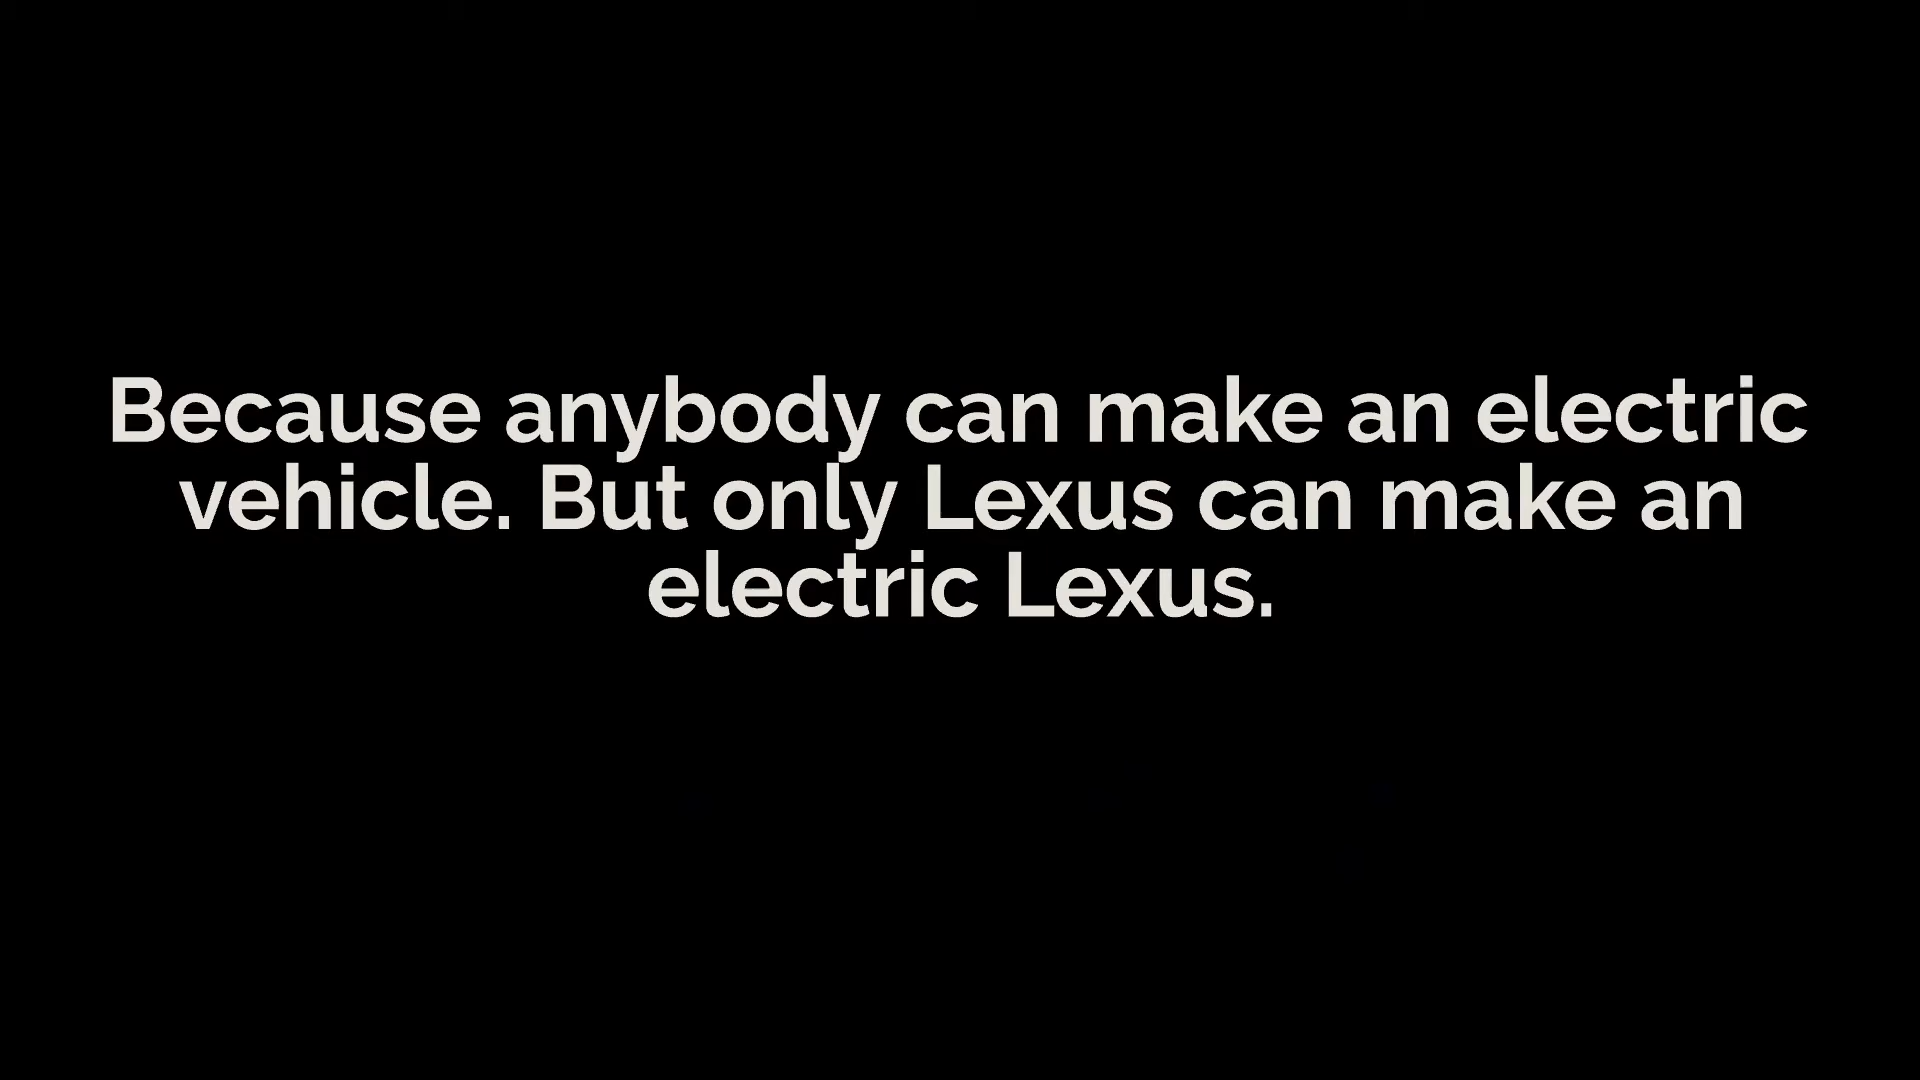 Because anybody can make an electric
vehicle. But only Lexus can make an
electric Lexus.